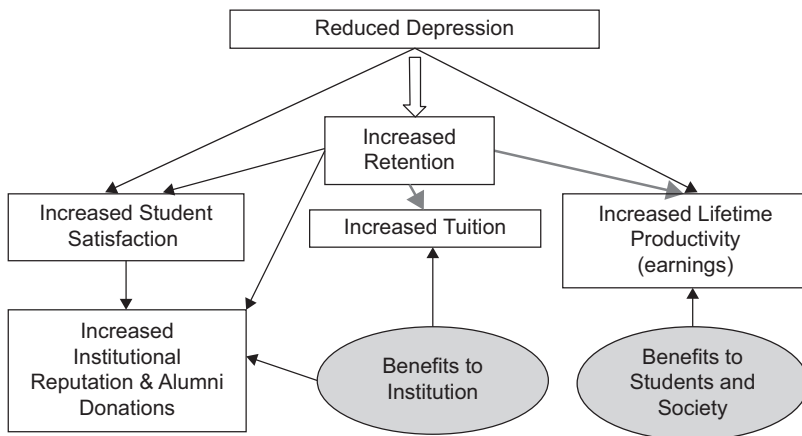 Reduced Depression
Increased
Retention
Increased Student
Satisfaction
Increased Tuition
Increased Lifetime
Productivity
(earnings)
Increased
Institutional
Reputation & Alumni
Donations
Benefits to
Institution
Benefits to
Students and
Society